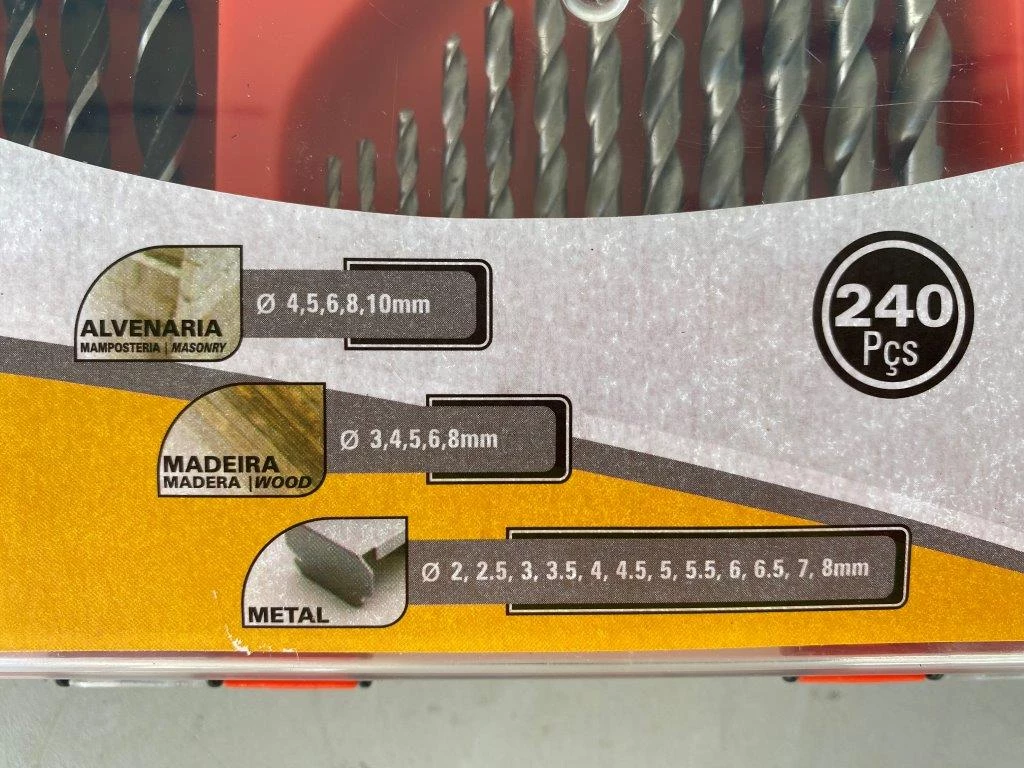 ALVENARIA
MAMPOSTERIA | MASONRY
Ø 4,5,6,8,10mm
240
Pçs
MADEIRA
MADERA | WOOD
Ø 3,4,5,6,8mm
METAL
Ø 2, 2.5, 3, 3.5, 4, 4.5, 5, 5.5, 6, 6.5, 7, 8mm